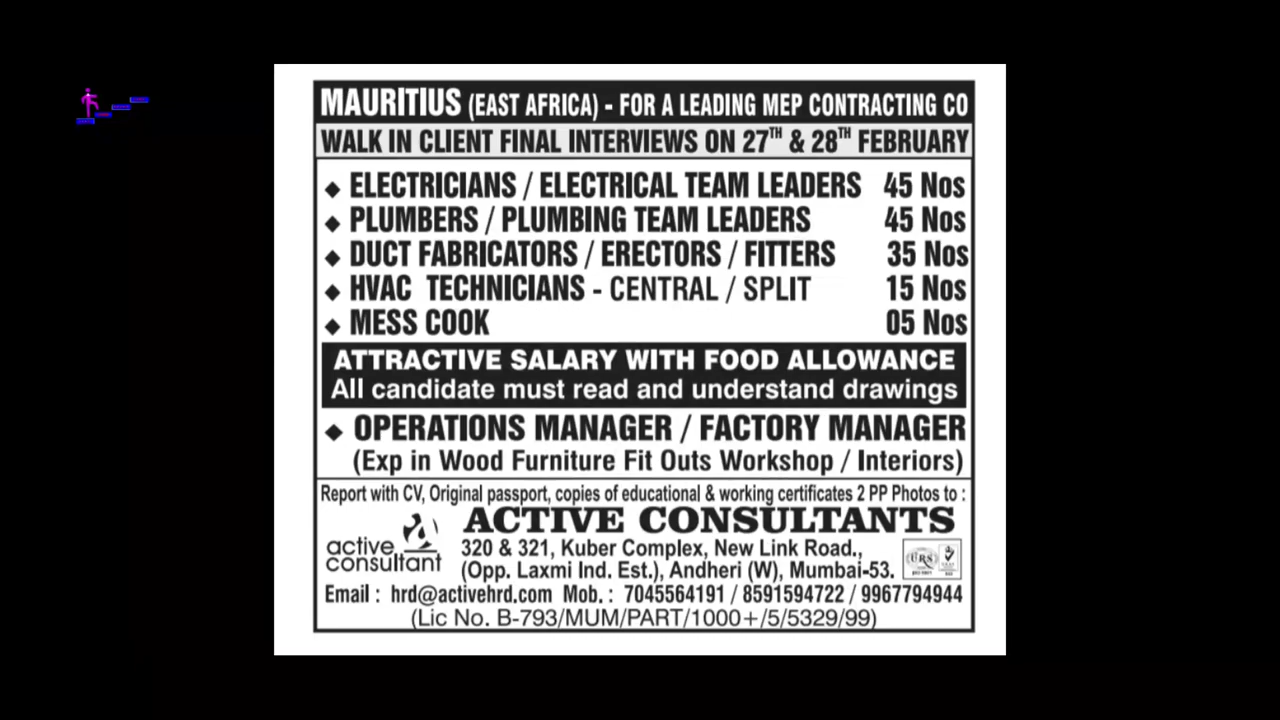 MAURITIUS (EAST AFRICA) - FOR A LEADING MEP CONTRACTING CO
WALK IN CLIENT FINAL INTERVIEWS ON 27TH & 28TH FEBRUARY
◆ ELECTRICIANS / ELECTRICAL TEAM LEADERS 45 Nos
◆ PLUMBERS / PLUMBING TEAM LEADERS 45 Nos
◆ DUCT FABRICATORS / ERECTORS / FITTERS 35 Nos
◆ HVAC TECHNICIANS - CENTRAL / SPLIT 15 Nos
◆ MESS COOK 05 Nos
ATTRACTIVE SALARY WITH FOOD ALLOWANCE
All candidate must read and understand drawings
◆ OPERATIONS MANAGER / FACTORY MANAGER
(Exp in Wood Furniture Fit Outs Workshop / Interiors)
Report with CV, Original passport, copies of educational & working certificates 2 PP Photos to :
ACTIVE CONSULTANTS
active
consultant
320 & 321, Kuber Complex, New Link Road.,
(Opp. Laxmi Ind. Est.), Andheri (W), Mumbai-53.
URS
Email : hrd@activehrd.com Mob. : 7045564191 / 8591594722 / 9967794944
(Lic No. B-793/MUM/PART/1000+/5/5329/99)